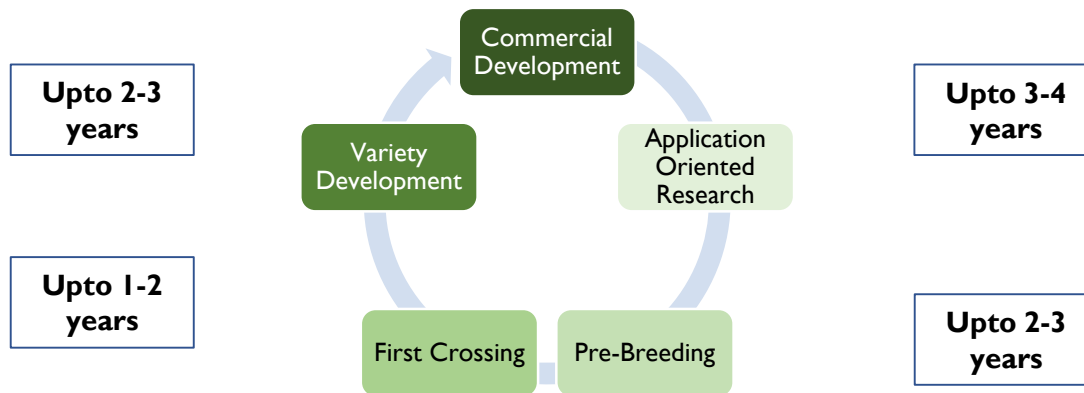 Commercial
Development
Upto 2-3
years
Upto 3-4
years
Variety
Development
Application
Oriented
Research
Upto 1-2
years
Upto 2-3
years
First Crossing
Pre-Breeding